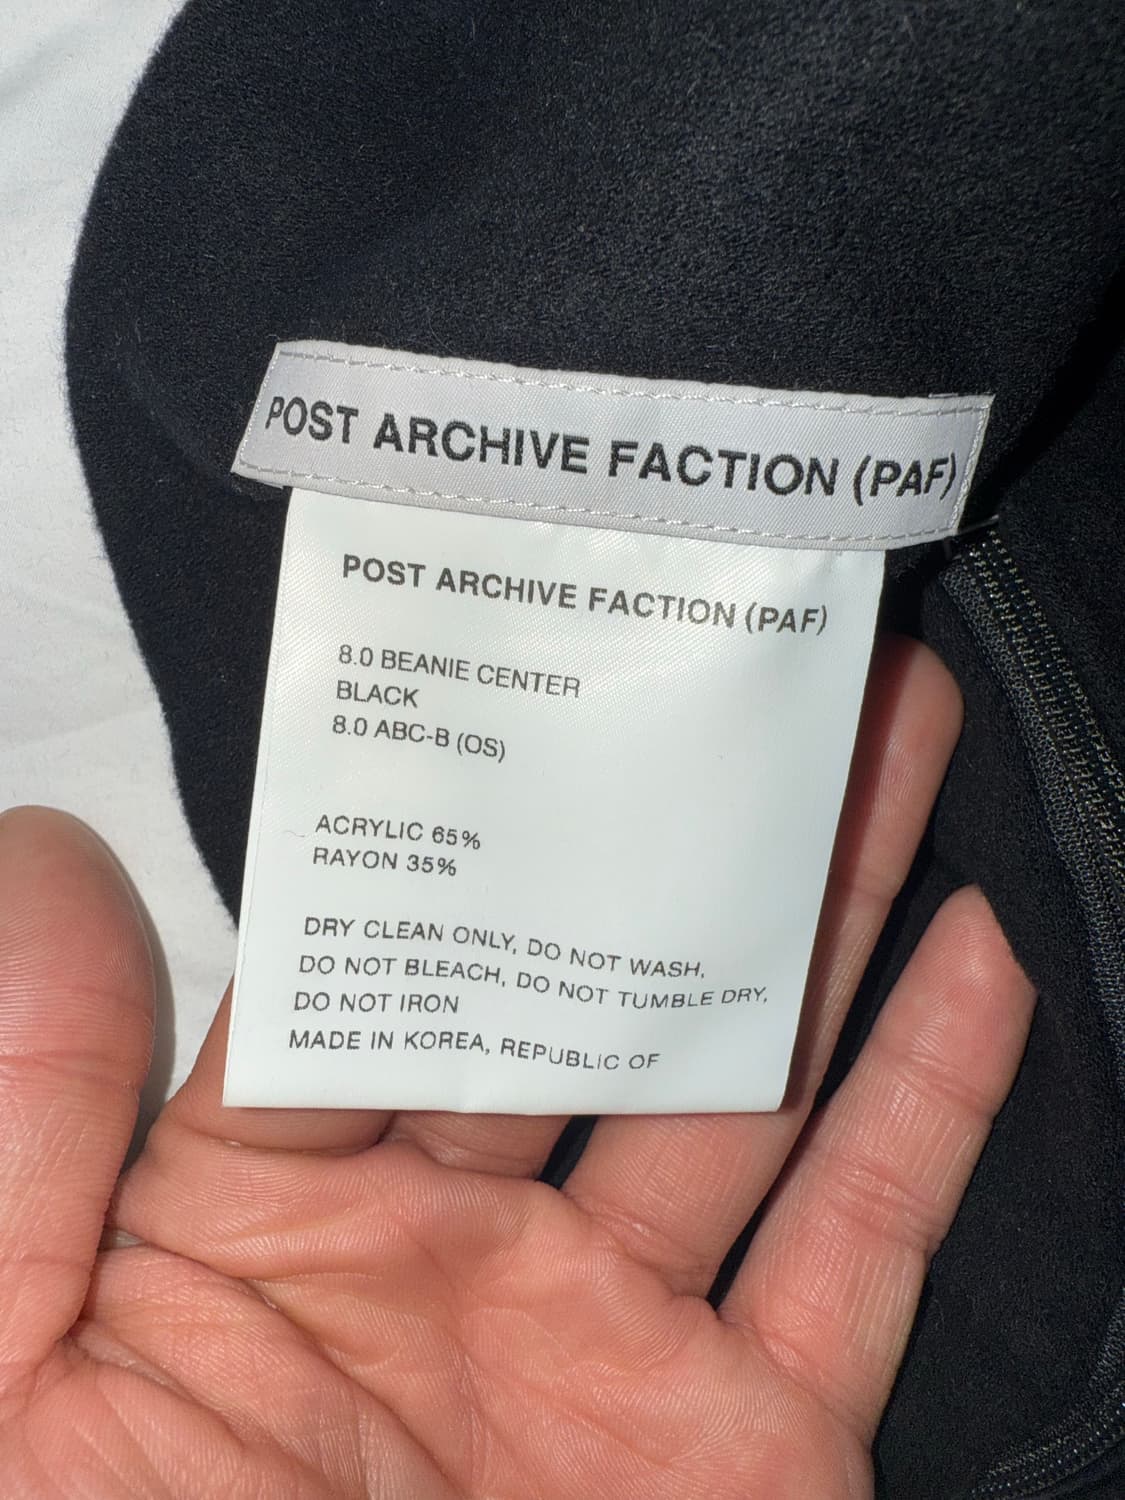 POST ARCHIVE FACTION (PAF)
POST ARCHIVE FACTION (PAF)
8.0 BEANIE CENTER
BLACK
8.0 ABC-B (OS)
ACRYLIC 65%
RAYON 35%
DRY CLEAN ONLY, DO NOT WASH,
DO NOT BLEACH, DO NOT TUMBLE DRY,
DO NOT IRON
MADE IN KOREA, REPUBLIC OF